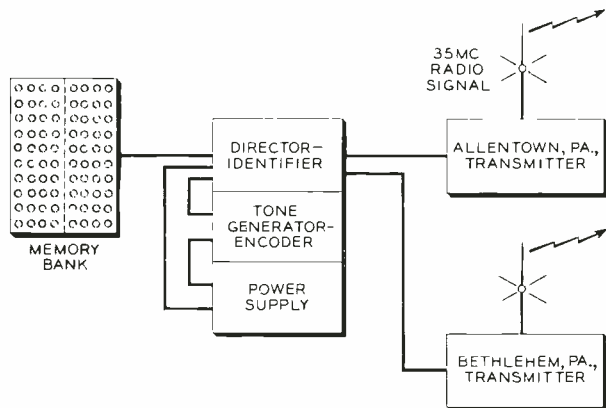 MEMORY
BANK
DIRECTOR-
IDENTIFIER
TONE
GENERATOR-
ENCODER
POWER
SUPPLY
35MC
RADIO
SIGNAL
ALLENTOWN, PA.,
TRANSMITTER
BETHLEHEM, PA.,
TRANSMITTER